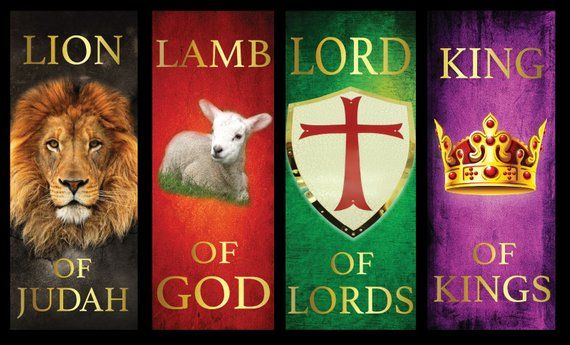 LION
OF
JUDAH
LAMB
OF
GOD
LORD
OF
LORDS
KING
OF
KINGS